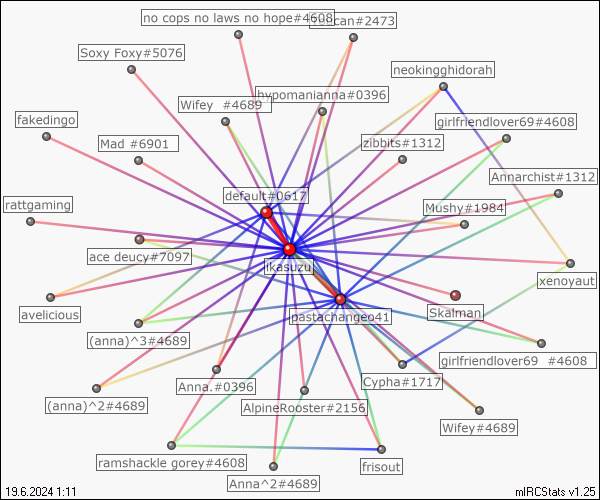 no cops no laws no hope#4608
can#2473
Soxy Foxy#5076
neokingghidorah
hypomanianna#0396
Wifey #4689
fakedingo
girlfriendlover69#4608
Mad #6901
zibbits#1312
Annarchist#1312
default#0617
rattgaming
Mushy#1984
ace deucy#7097
ikasuzu
xenoyaut
avelicious
pastachangeo41
Skalman
(anna)^3#4689
girlfriendlover69 #4608
Anna.#0396
Cypha#1717
(anna)^2#4689
AlpineRooster#2156
Wifey#4689
ramshackle gorey#4608
frisout
Anna^2#4689
19.6.2024 1:11
mIRCStats v1.25